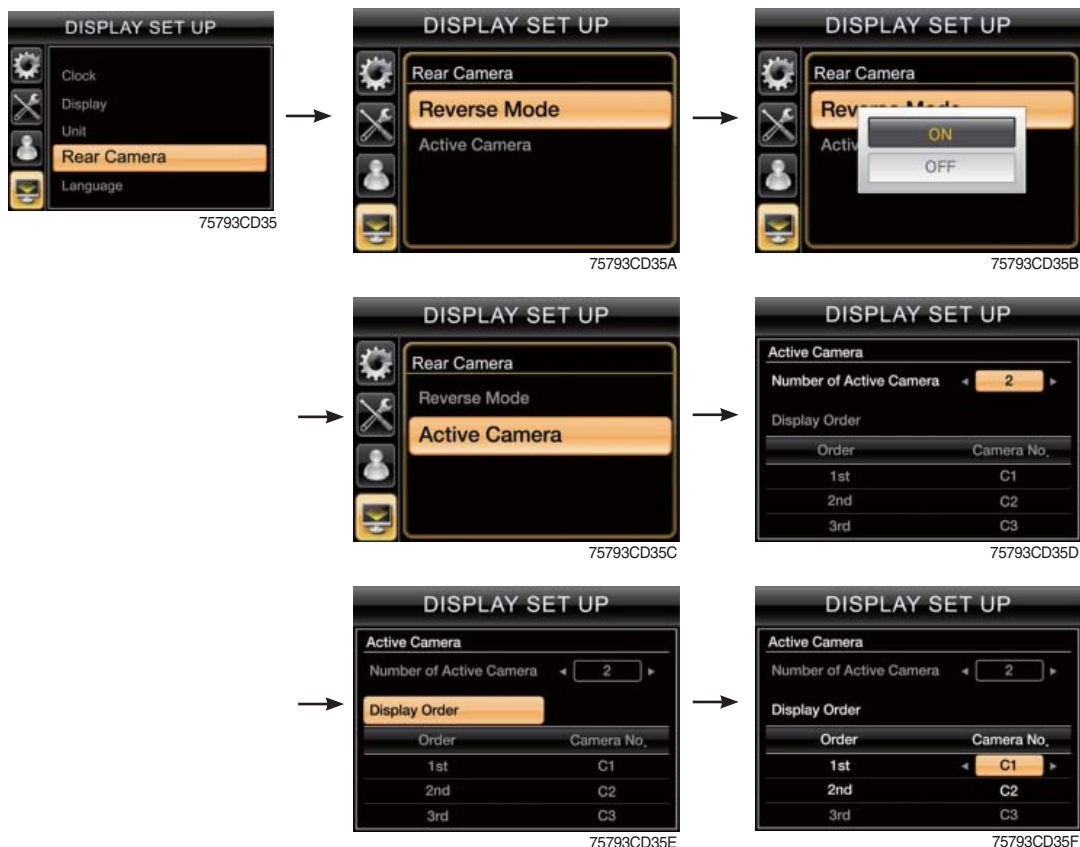 DISPLAY SET UP
Clock
Display
Unit
Rear Camera
Language
75793CD35
DISPLAY SET UP
Rear Camera
Reverse Mode
Active Camera
75793CD35A
DISPLAY SET UP
Rear Camera
ON
OFF
75793CD35B
DISPLAY SET UP
Rear Camera
Reverse Mode
Active Camera
75793CD35C
DISPLAY SET UP
Active Camera
Number of Active Camera 2
Display Order
Order Camera No.
1st C1
2nd C2
3rd C3
75793CD35D
DISPLAY SET UP
Active Camera
Number of Active Camera 2
Display Order
Order Camera No.
1st C1
2nd C2
3rd C3
75793CD35E
DISPLAY SET UP
Active Camera
Number of Active Camera 2
Display Order
Order Camera No.
1st C1
2nd C2
3rd C3
75793CD35F